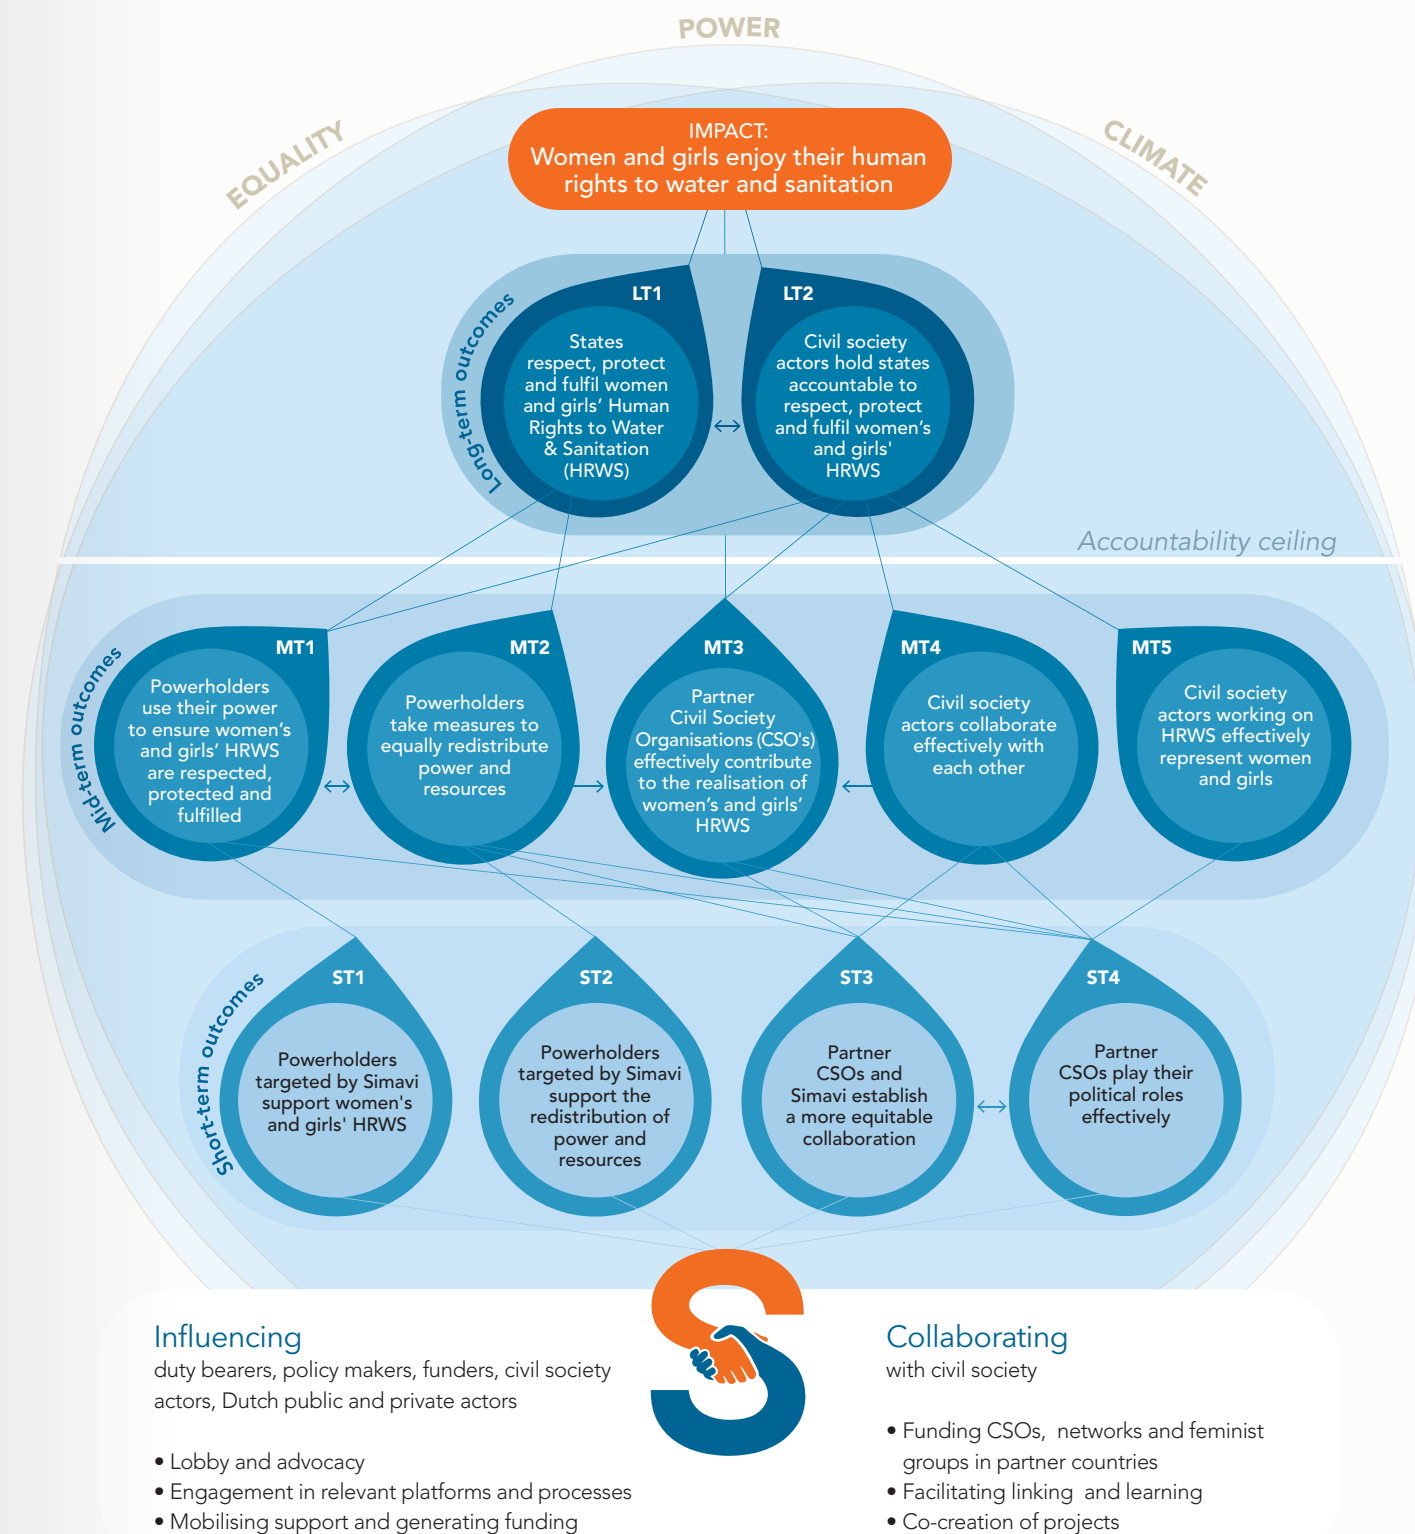 POWER
EQUALITY
CLIMATE
IMPACT:
Women and girls enjoy their human
rights to water and sanitation
Long-term outcomes
LT1
States
respect, protect
and fulfil women
and girls’ Human
Rights to Water
& Sanitation
(HRWS)
LT2
Civil society
actors hold states
accountable to
respect, protect
and fulfil women’s
and girls'
HRWS
Accountability ceiling
Mid-term outcomes
MT1
Powerholders
use their power
to ensure women’s
and girls’ HRWS
are respected,
protected and
fulfilled
MT2
Powerholders
take measures to
equally redistribute
power and
resources
MT3
Partner
Civil Society
Organisations (CSO's)
effectively contribute
to the realisation of
women’s and girls’
HRWS
MT4
Civil society
actors collaborate
effectively with
each other
MT5
Civil society
actors working on
HRWS effectively
represent women
and girls
Short-term outcomes
ST1
Powerholders
targeted by Simavi
support women's
and girls' HRWS
ST2
Powerholders
targeted by Simavi
support the
redistribution of
power and
resources
ST3
Partner
CSOs and
Simavi establish
a more equitable
collaboration
ST4
Partner
CSOs play their
political roles
effectively
Influencing
duty bearers, policy makers, funders, civil society
actors, Dutch public and private actors
• Lobby and advocacy
• Engagement in relevant platforms and processes
• Mobilising support and generating funding
Collaborating
with civil society
• Funding CSOs, networks and feminist
groups in partner countries
• Facilitating linking and learning
• Co-creation of projects